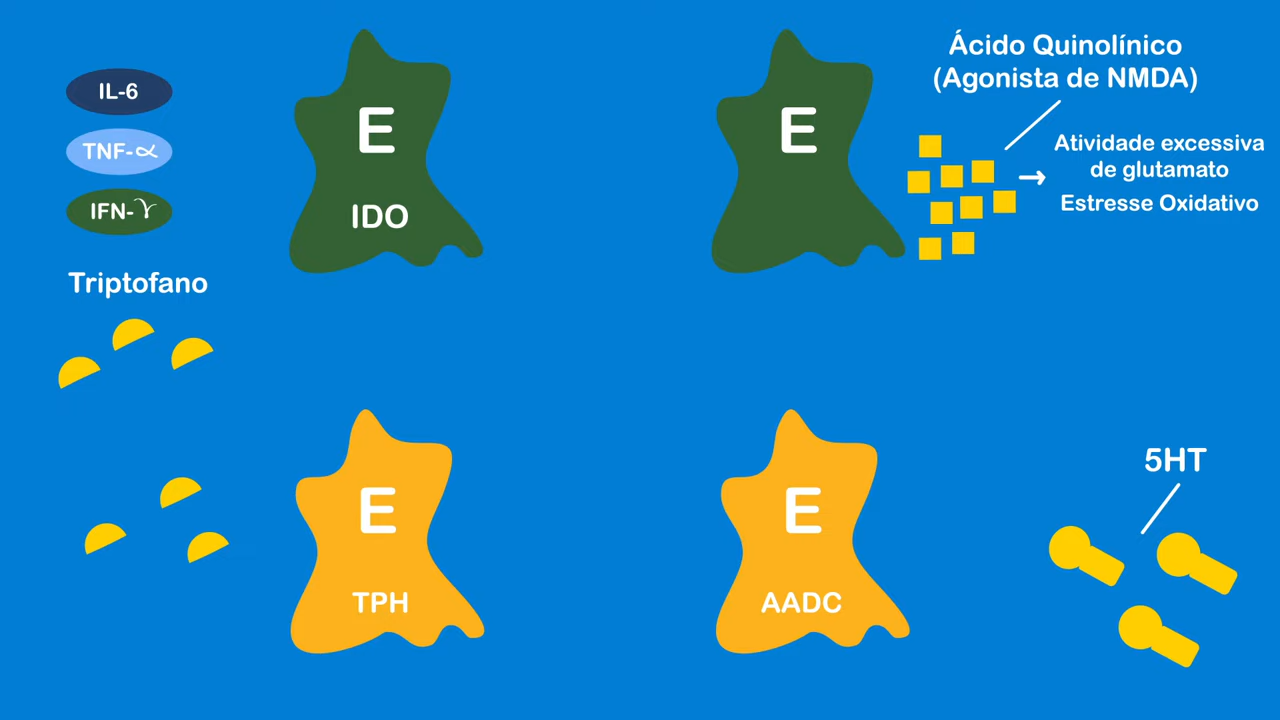 IL-6
TNF-α
IFN-γ
Triptofano
E
IDO
E
Ácido Quinolínico
(Agonista de NMDA)
Atividade excessiva
de glutamato
Estresse Oxidativo
E
TPH
E
AADC
5HT